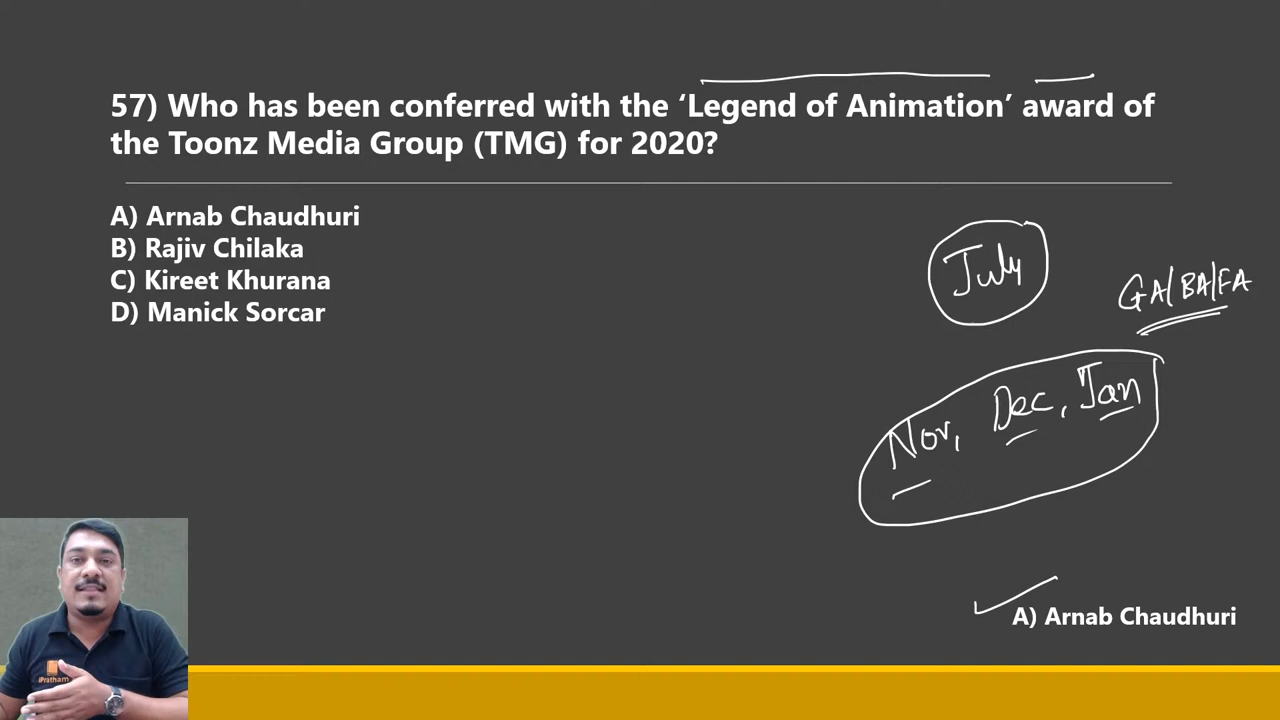 57) Who has been conferred with the ‘Legend of Animation’ award of
the Toonz Media Group (TMG) for 2020?
A) Arnab Chaudhuri
B) Rajiv Chilaka
C) Kireet Khurana
D) Manick Sorcar
July
GA/BA/FA
Nov, Dec, Jan
A) Arnab Chaudhuri
iPratham